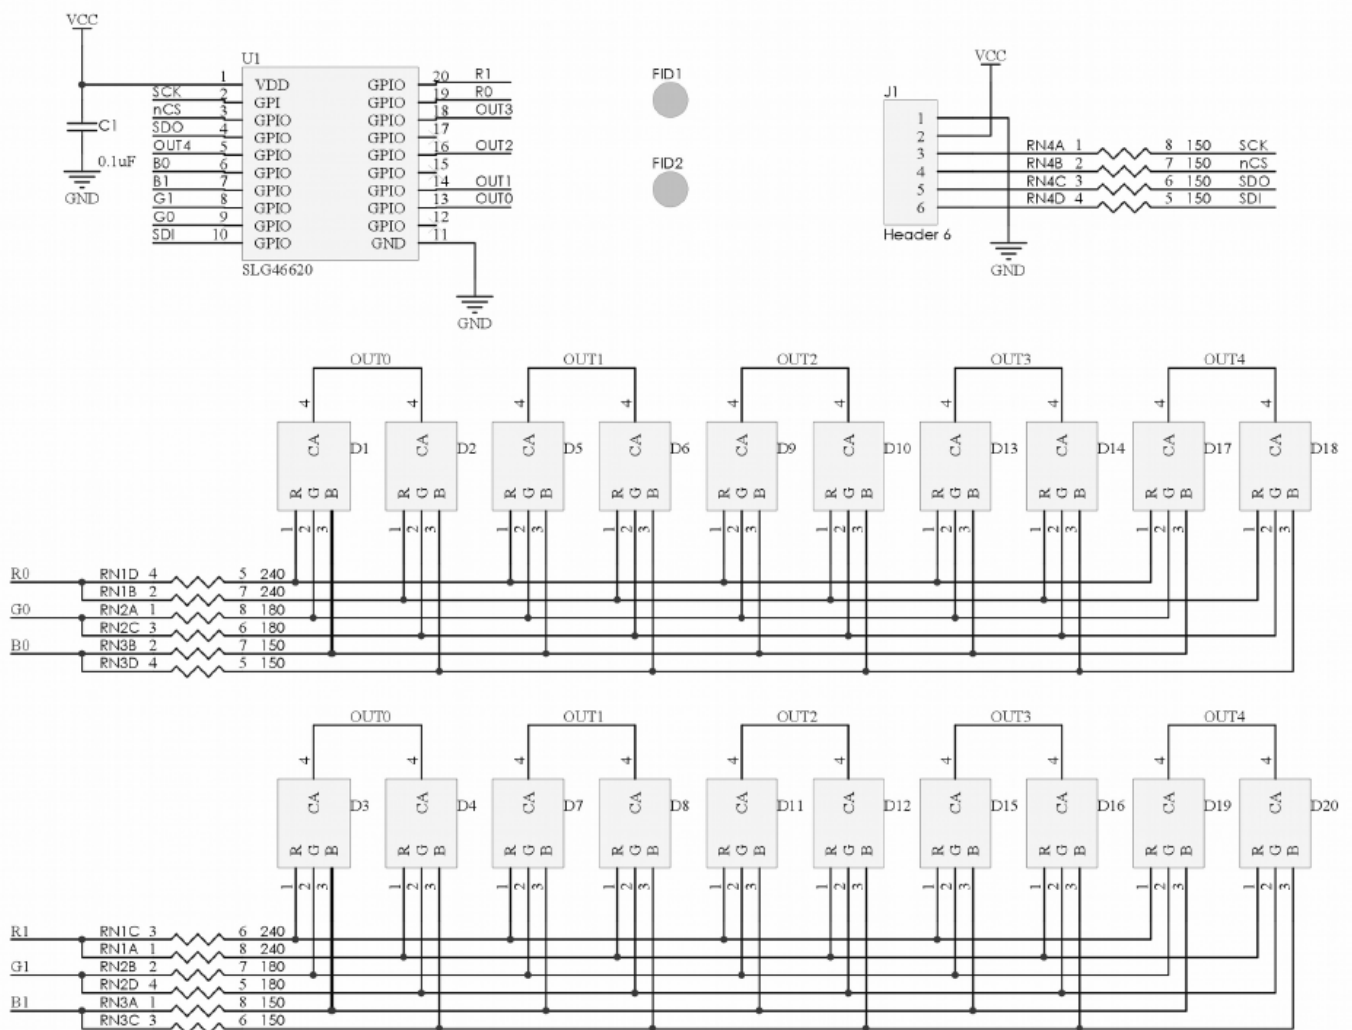 VCC
U1
1 VDD GPIO 20 R1
SCK 2 GPI GPIO 19 R0
nCS 3 GPIO GPIO 18 OUT3
SDO 4 GPIO GPIO 17
OUT4 5 GPIO GPIO 16 OUT2
B0 6 GPIO GPIO 15
B1 7 GPIO GPIO 14 OUT1
G1 8 GPIO GPIO 13 OUT0
G0 9 GPIO GPIO 12
SDI 10 GPIO GND 11
SLG46620
C1
0.1uF
GND
GND
FID1
FID2
VCC
J1
1
2
3 RN4A 1 8 150 SCK
4 RN4B 2 7 150 nCS
5 RN4C 3 6 150 SDO
6 RN4D 4 5 150 SDI
Header 6
GND
OUT0 OUT1 OUT2 OUT3 OUT4
4 4 4 4 4 4 4 4 4 4
CA D1 CA D2 CA D5 CA D6 CA D9 CA D10 CA D13 CA D14 CA D17 CA D18
R G B R G B R G B R G B R G B R G B R G B R G B R G B R G B
1 2 3 1 2 3 1 2 3 1 2 3 1 2 3 1 2 3 1 2 3 1 2 3 1 2 3 1 2 3
R0 RN1D 4 5 240
RN1B 2 7 240
G0 RN2A 1 8 180
RN2C 3 6 180
B0 RN3B 2 7 150
RN3D 4 5 150
OUT0 OUT1 OUT2 OUT3 OUT4
4 4 4 4 4 4 4 4 4 4
CA D3 CA D4 CA D7 CA D8 CA D11 CA D12 CA D15 CA D16 CA D19 CA D20
R G B R G B R G B R G B R G B R G B R G B R G B R G B R G B
1 2 3 1 2 3 1 2 3 1 2 3 1 2 3 1 2 3 1 2 3 1 2 3 1 2 3 1 2 3
R1 RN1C 3 6 240
RN1A 1 8 240
G1 RN2B 2 7 180
RN2D 4 5 180
B1 RN3A 1 8 150
RN3C 3 6 150